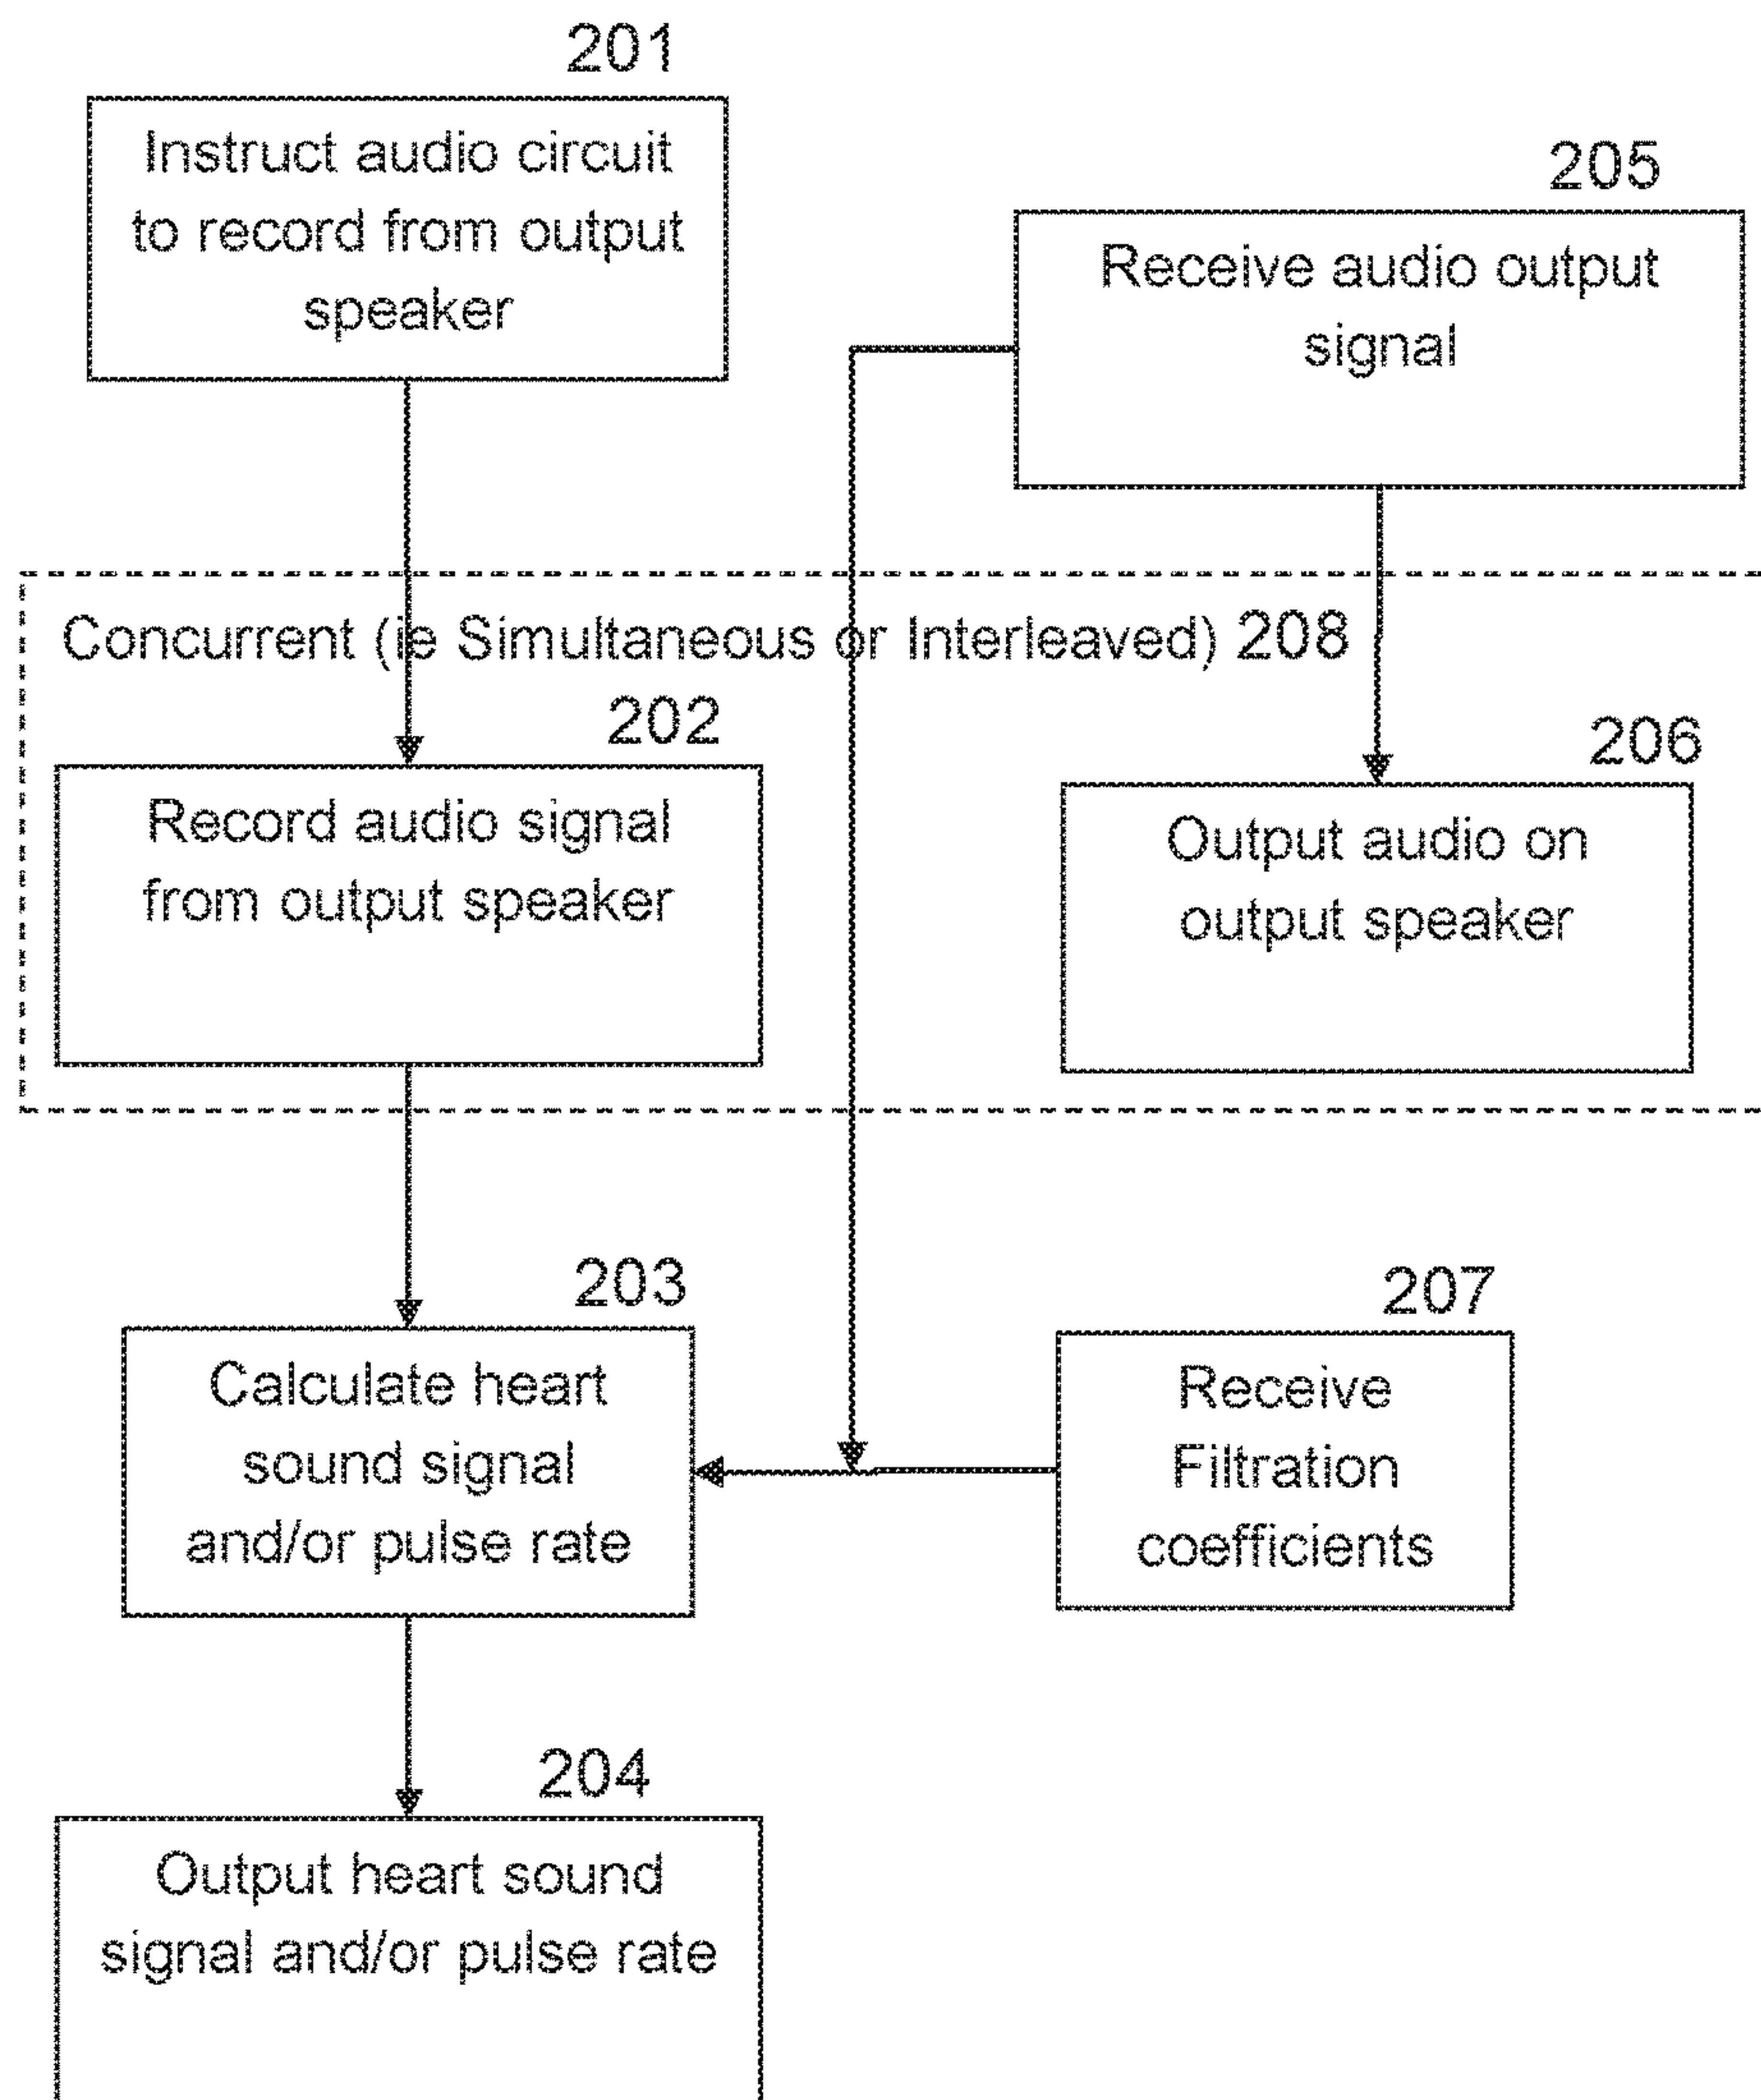 201
Instruct audio circuit
to record from output
speaker
205
Receive audio output
signal
Concurrent (ie Simultaneous or Interleaved) 208
202
Record audio signal
from output speaker
206
Output audio on
output speaker
203
Calculate heart
sound signal
and/or pulse rate
207
Receive
Filtration
coefficients
204
Output heart sound
signal and/or pulse rate